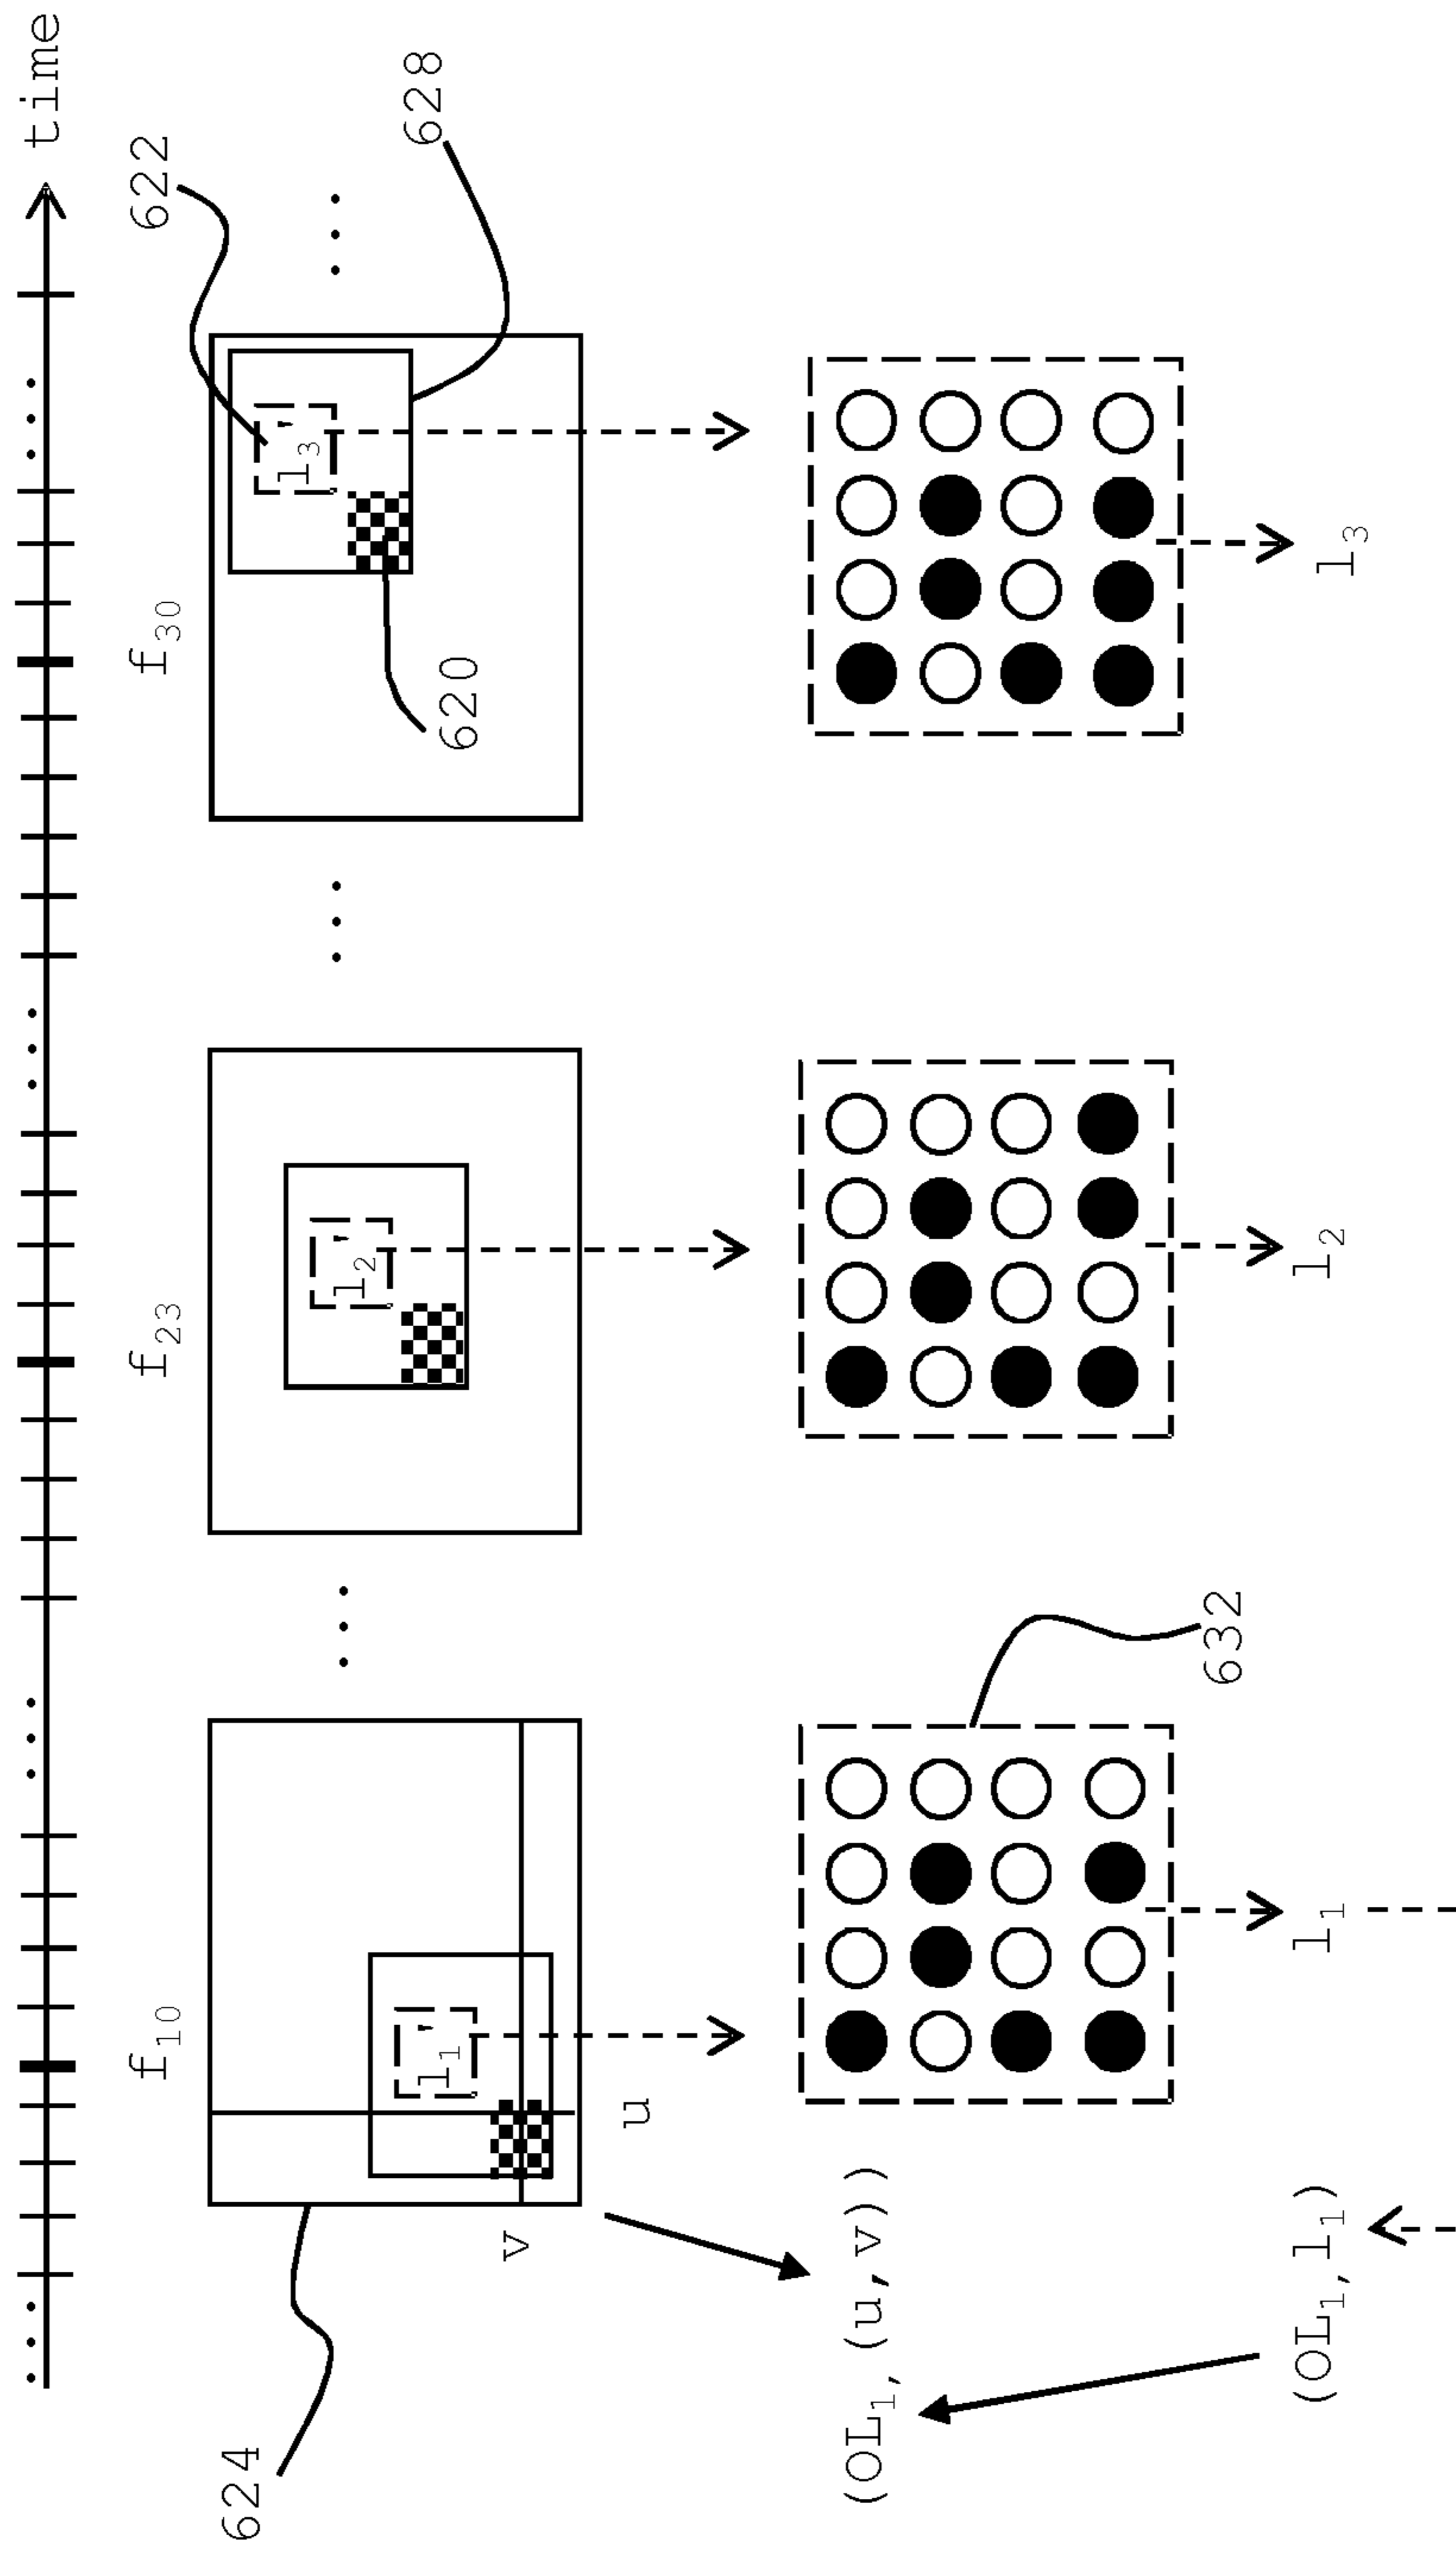 time
622
628
f10
f23
f30
l1
l2
l3
620
624
v
u
632
(OL1,(u,v))
l1
l2
l3
(OL1,l1)